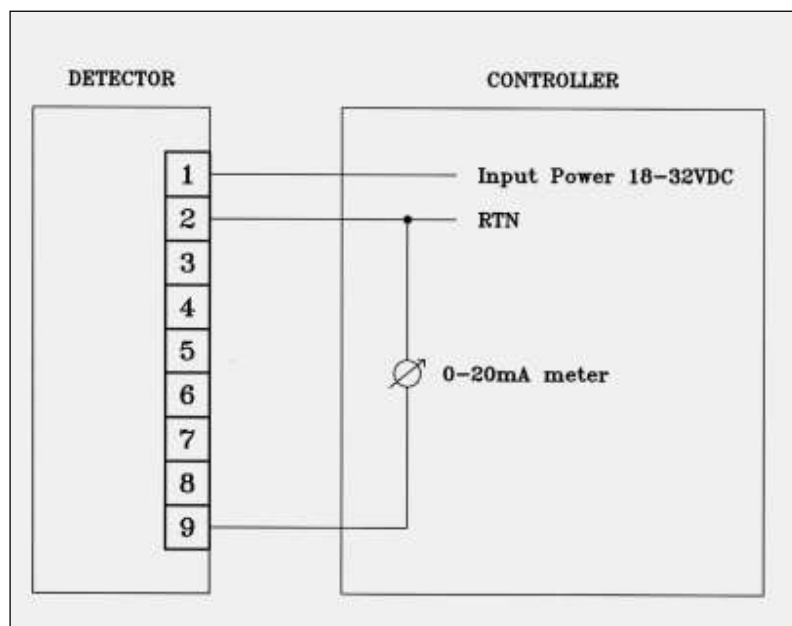 DETECTOR
CONTROLLER
1
Input Power 18-32VDC
2
RTN
3
4
5
0-20mA meter
6
7
8
9